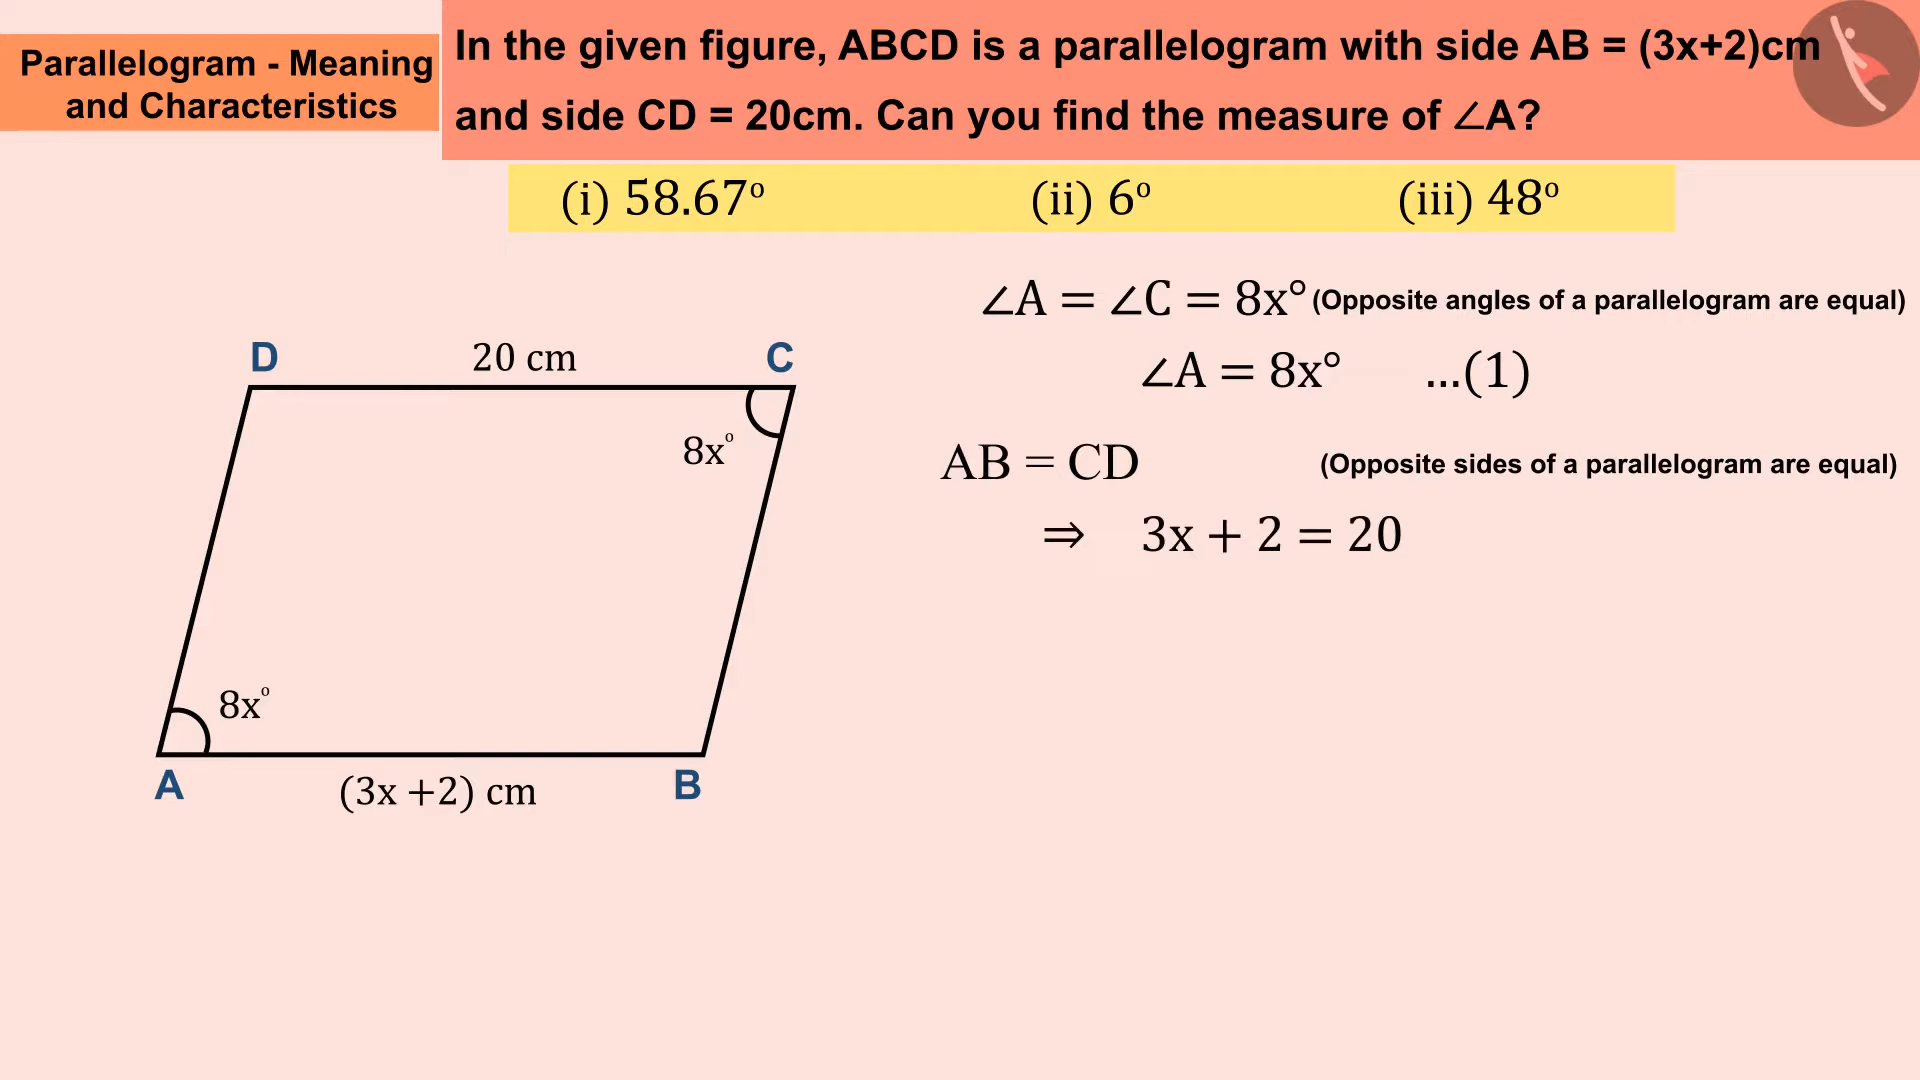 Parallelogram - Meaning
and Characteristics
In the given figure, ABCD is a parallelogram with side AB = (3x+2)cm
and side CD = 20cm. Can you find the measure of ∠A?
(i) 58.67° (ii) 6° (iii) 48°
∠A = ∠C = 8x° (Opposite angles of a parallelogram are equal)
∠A = 8x° ...(1)
AB = CD (Opposite sides of a parallelogram are equal)
⇒ 3x + 2 = 20
D 20 cm C
8x°
8x°
A (3x +2) cm B